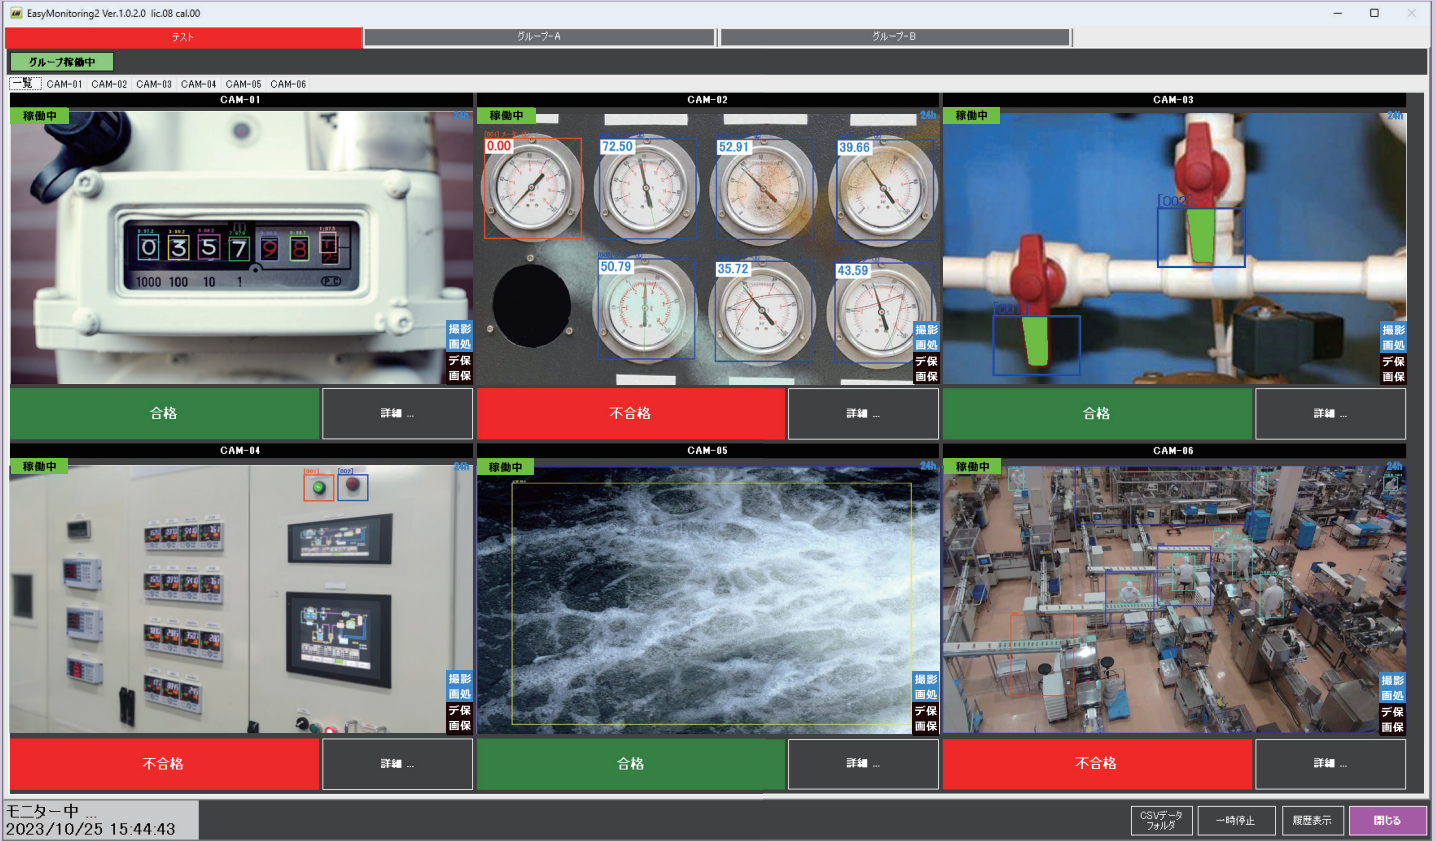 EasyMonitoring2 Ver.1.0.2.0 lic.08 cal.00
テスト
グループ-A
グループ-B
グループ稼働中
一覧 CAM-01 CAM-02 CAM-03 CAM-04 CAM-05 CAM-06
CAM-01
稼働中
24h
0 3 5 7 9 8
1000 100 10 1
撮影
画処
デ保
画保
合格
詳細 ...
CAM-02
稼働中
24h
0.00
72.50
52.91
39.66
50.79
35.72
43.59
撮影
画処
デ保
画保
不合格
詳細 ...
CAM-03
稼働中
24h
[002]
[001]
撮影
画処
デ保
画保
合格
詳細 ...
CAM-04
稼働中
24h
[001] [002]
撮影
画処
デ保
画保
不合格
詳細 ...
CAM-05
稼働中
24h
撮影
画処
デ保
画保
合格
詳細 ...
CAM-06
稼働中
24h
撮影
画処
デ保
画保
不合格
詳細 ...
モニター中 ...
2023/10/25 15:44:43
CSVデータ
フォルダ
一時停止
履歴表示
閉じる